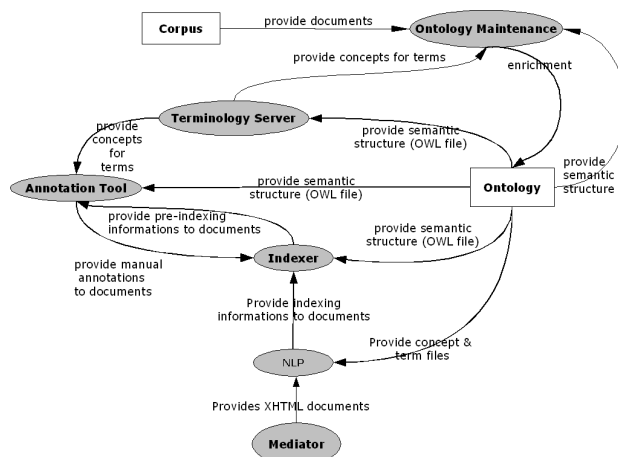 Corpus
provide documents
Ontology Maintenance
provide concepts for terms
enrichment
Terminology Server
provide
concepts
for
terms
provide semantic
structure (OWL file)
provide
semantic
structure
Annotation Tool
provide semantic
structure (OWL file)
Ontology
provide pre-indexing
informations to documents
provide semantic
structure (OWL file)
Indexer
provide manual
annotations
to documents
Provide indexing
informations to documents
Provide concept &
term files
NLP
Provides XHTML documents
Mediator